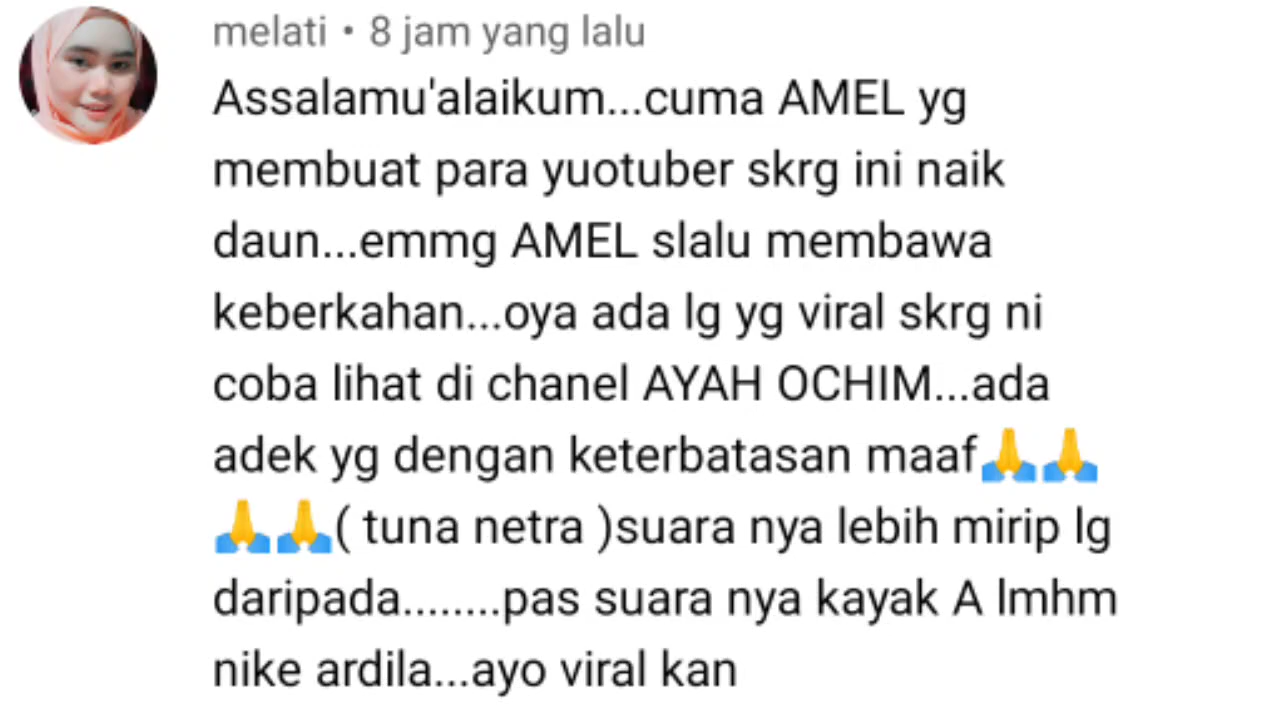 melati • 8 jam yang lalu
Assalamu'alaikum...cuma AMEL yg
membuat para yuotuber skrg ini naik
daun...emmg AMEL slalu membawa
keberkahan...oya ada lg yg viral skrg ni
coba lihat di chanel AYAH OCHIM...ada
adek yg dengan keterbatasan maaf🙏🙏
🙏🙏( tuna netra )suara nya lebih mirip lg
daripada........pas suara nya kayak A lmhm
nike ardila...ayo viral kan